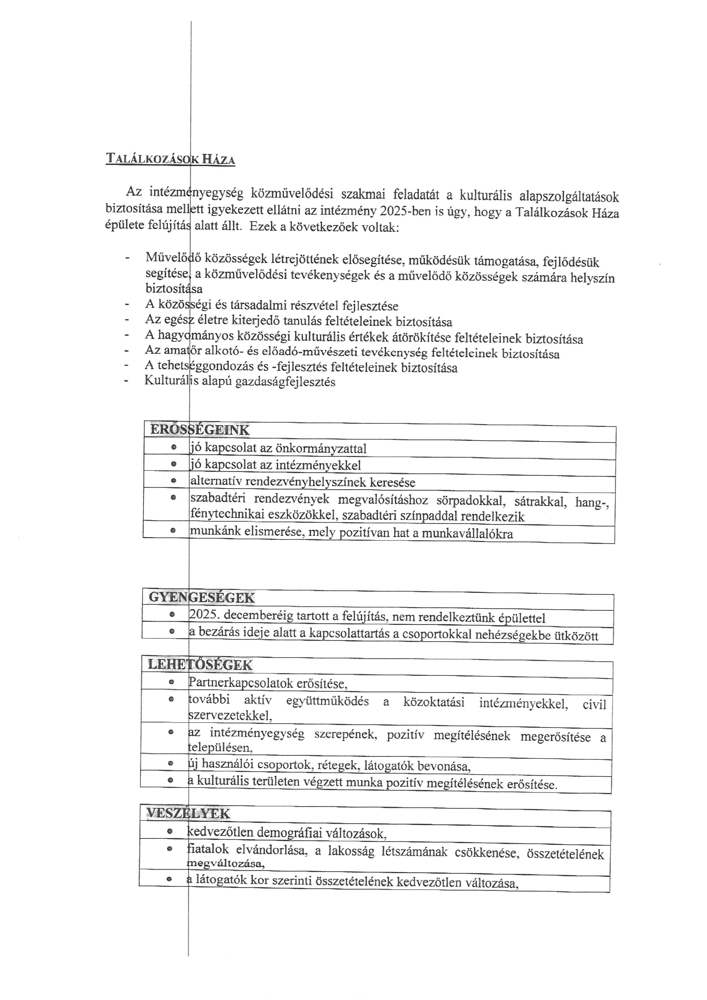 TALÁLKOZÁSOK HÁZA
Az intézményegység közművelődési szakmai feladatát a kulturális alapszolgáltatások
biztosítása mellett igyekezett ellátni az intézmény 2025-ben is úgy, hogy a Találkozások Háza
épülete felújítás alatt állt. Ezek a következőek voltak:
- Művelődő közösségek létrejöttének elősegítése, működésük támogatása, fejlődésük
segítése, a közművelődési tevékenységek és a művelődő közösségek számára helyszín
biztosítása
- A közösségi és társadalmi részvétel fejlesztése
- Az egész életre kiterjedő tanulás feltételeinek biztosítása
- A hagyományos közösségi kulturális értékek átörökítése feltételeinek biztosítása
- Az amatőr alkotó- és előadó-művészeti tevékenység feltételeinek biztosítása
- A tehetséggondozás és -fejlesztés feltételeinek biztosítása
- Kulturális alapú gazdaságfejlesztés
ERŐSSÉGEINK
• jó kapcsolat az önkormányzattal
• jó kapcsolat az intézményekkel
• alternatív rendezvényhelyszínek keresése
• szabadtéri rendezvények megvalósításhoz sörpadokkal, sátrakkal, hang-,
fénytechnikai eszközökkel, szabadtéri színpaddal rendelkezik
• munkánk elismerése, mely pozitívan hat a munkavállalókra
GYENGESÉGEK
• 2025. decemberéig tartott a felújítás, nem rendelkeztünk épülettel
• a bezárás ideje alatt a kapcsolattartás a csoportokkal nehézségekbe ütközött
LEHETŐSÉGEK
• Partnerkapcsolatok erősítése,
• további aktív együttműködés a közoktatási intézményekkel, civil
szervezetekkel,
• az intézményegység szerepének, pozitív megítélésének megerősítése a
településen,
• új használói csoportok, rétegek, látogatók bevonása,
• a kulturális területen végzett munka pozitív megítélésének erősítése.
VESZÉLYEK
• kedvezőtlen demográfiai változások,
• fiatalok elvándorlása, a lakosság létszámának csökkenése, összetételének
megváltozása,
• a látogatók kor szerinti összetételének kedvezőtlen változása,